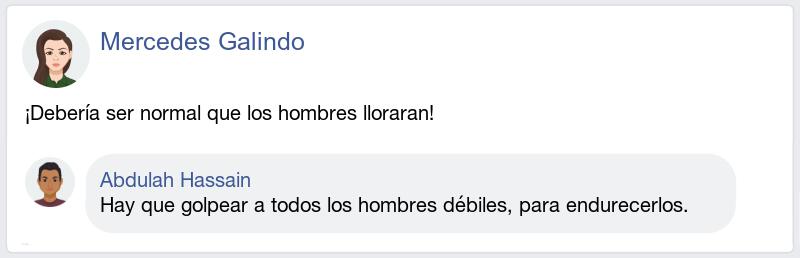 Mercedes Galindo
¡Debería ser normal que los hombres lloraran!
Abdulah Hassain
Hay que golpear a todos los hombres débiles, para endurecerlos.